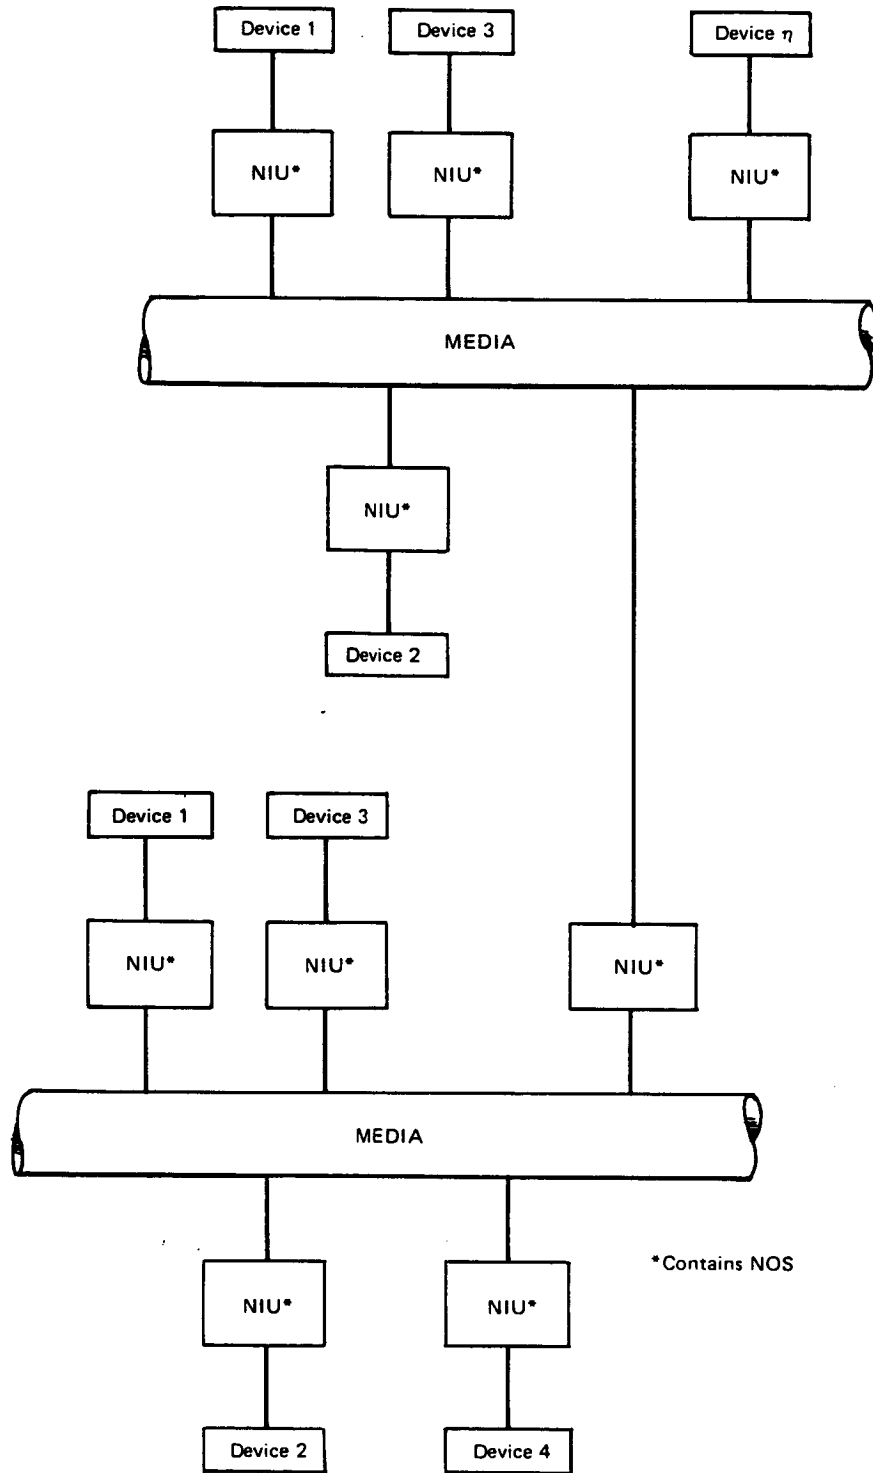 Device 1
Device 3
Device η
NIU*
NIU*
NIU*
MEDIA
NIU*
Device 2
Device 1
Device 3
NIU*
NIU*
NIU*
MEDIA
*Contains NOS
NIU*
NIU*
Device 2
Device 4